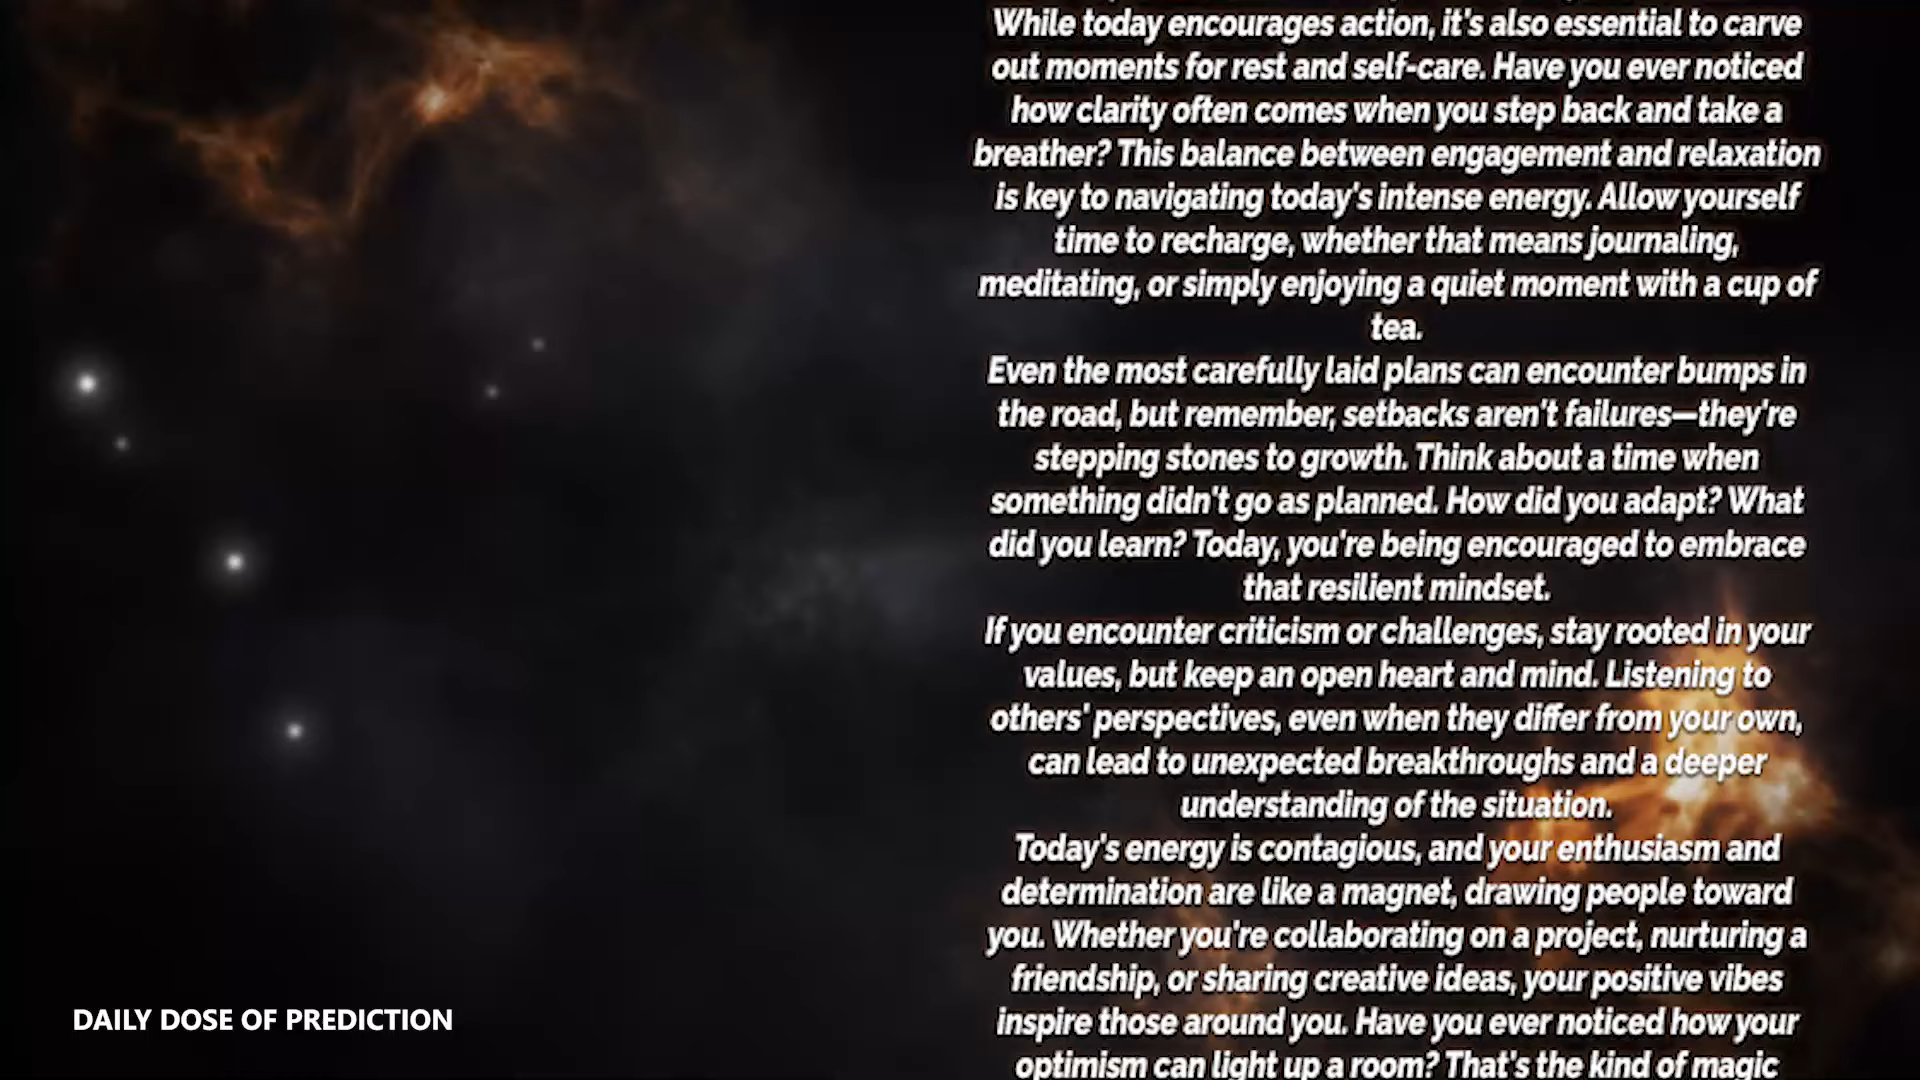 While today encourages action, it's also essential to carve
out moments for rest and self-care. Have you ever noticed
how clarity often comes when you step back and take a
breather? This balance between engagement and relaxation
is key to navigating today's intense energy. Allow yourself
time to recharge, whether that means journaling,
meditating, or simply enjoying a quiet moment with a cup of
tea.
Even the most carefully laid plans can encounter bumps in
the road, but remember, setbacks aren't failures—they're
stepping stones to growth. Think about a time when
something didn't go as planned. How did you adapt? What
did you learn? Today, you're being encouraged to embrace
that resilient mindset.
If you encounter criticism or challenges, stay rooted in your
values, but keep an open heart and mind. Listening to
others' perspectives, even when they differ from your own,
can lead to unexpected breakthroughs and a deeper
understanding of the situation.
Today's energy is contagious, and your enthusiasm and
determination are like a magnet, drawing people toward
you. Whether you're collaborating on a project, nurturing a
friendship, or sharing creative ideas, your positive vibes
inspire those around you. Have you ever noticed how your
optimism can light up a room? That's the kind of magic
DAILY DOSE OF PREDICTION